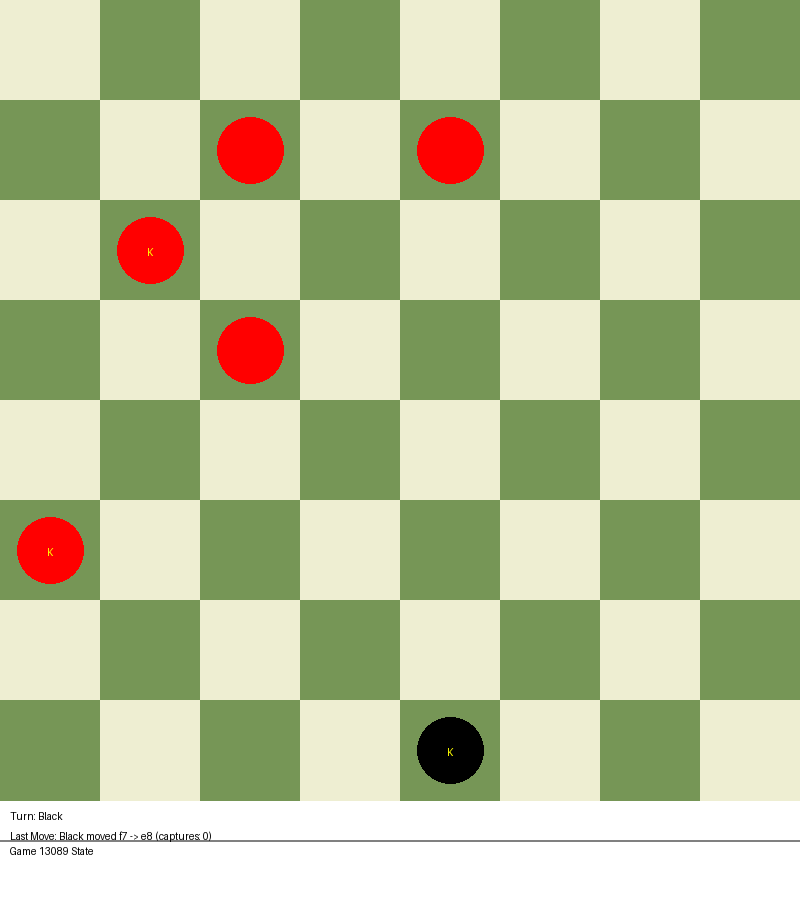 K
K
K
Turn: Black
Last Move: Black moved f7 -> e8 (captures: 0)
Game 13089 State